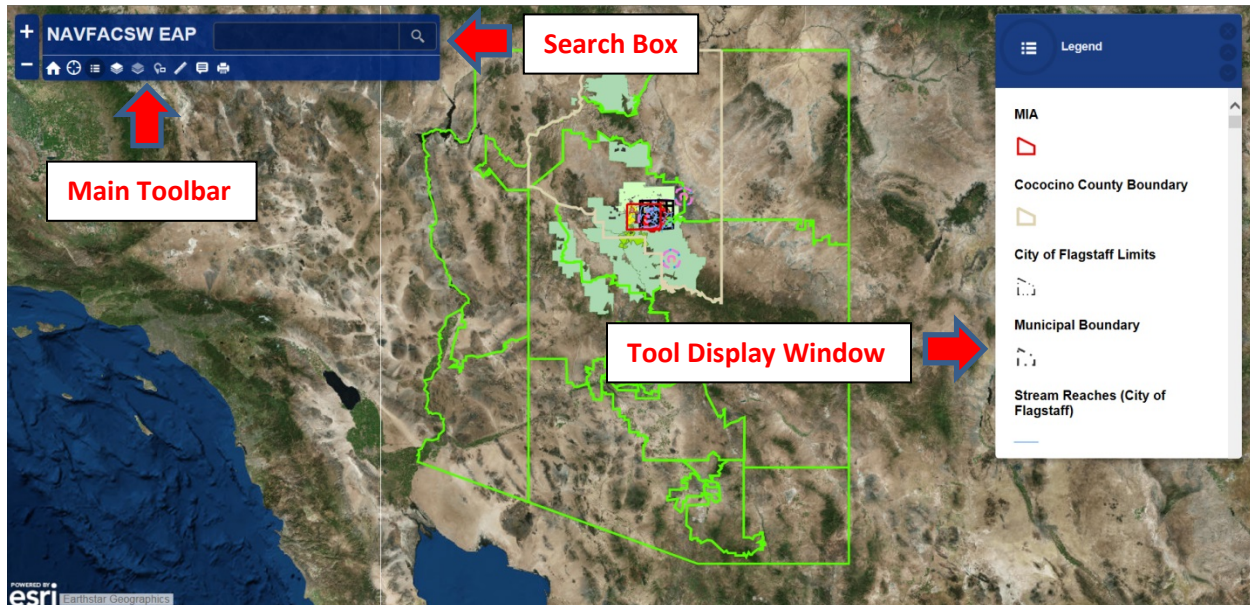 NAVFACSW EAP
Search Box
Main Toolbar
Legend
MIA
Cococino County Boundary
City of Flagstaff Limits
Municipal Boundary
Stream Reaches (City of
Flagstaff)
Tool Display Window
POWERED BY
esri
Earthstar Geographics